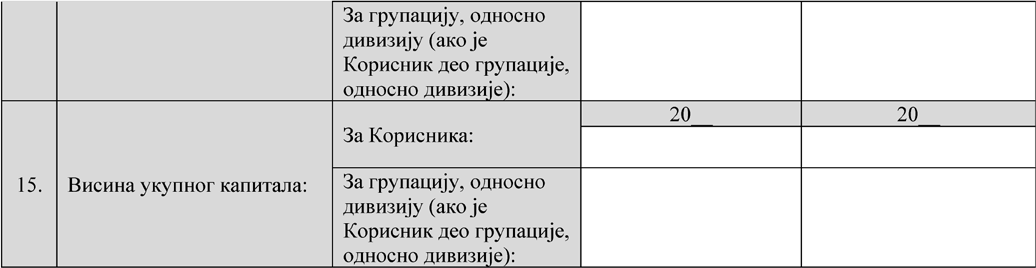 За групацију, односно
дивизију (ако је
Корисник део групације,
односно дивизије):
15.
Висина укупног капитала:
За Корисника:
20__
20__
За групацију, односно
дивизију (ако је
Корисник део групације,
односно дивизије):